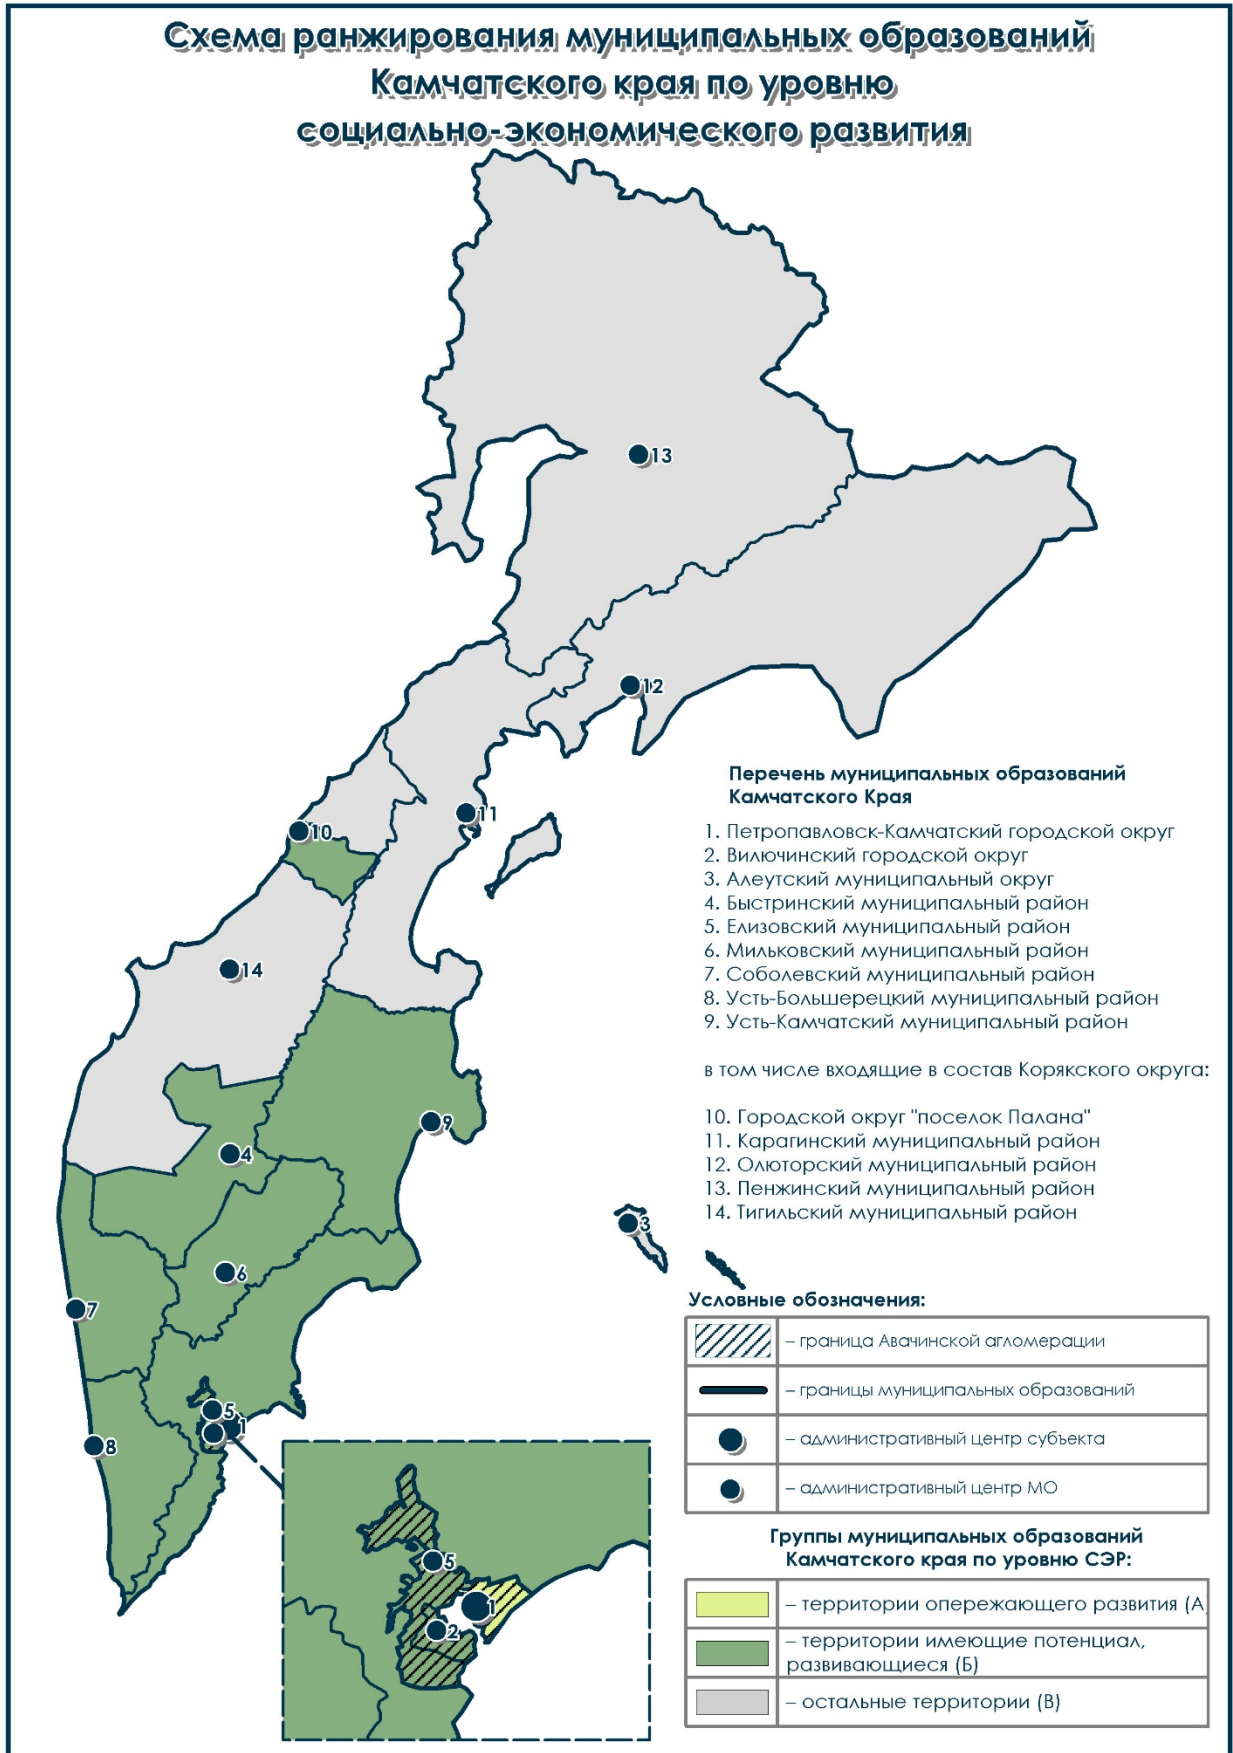 Схема ранжирования муниципальных образований
Камчатского края по уровню
социально-экономического развития
13
12
11
10
14
9
4
3
6
7
5
1
8
5
1
2
Перечень муниципальных образований
Камчатского Края
1. Петропавловск-Камчатский городской округ
2. Вилючинский городской округ
3. Алеутский муниципальный округ
4. Быстринский муниципальный район
5. Елизовский муниципальный район
6. Мильковский муниципальный район
7. Соболевский муниципальный район
8. Усть-Большерецкий муниципальный район
9. Усть-Камчатский муниципальный район
в том числе входящие в состав Корякского округа:
10. Городской округ "поселок Палана"
11. Карагинский муниципальный район
12. Олюторский муниципальный район
13. Пенжинский муниципальный район
14. Тигильский муниципальный район
Условные обозначения:
– граница Авачинской агломерации
– границы муниципальных образований
– административный центр субъекта
– административный центр МО
Группы муниципальных образований
Камчатского края по уровню СЭР:
– территории опережающего развития (А
– территории имеющие потенциал,
развивающиеся (Б)
– остальные территории (В)